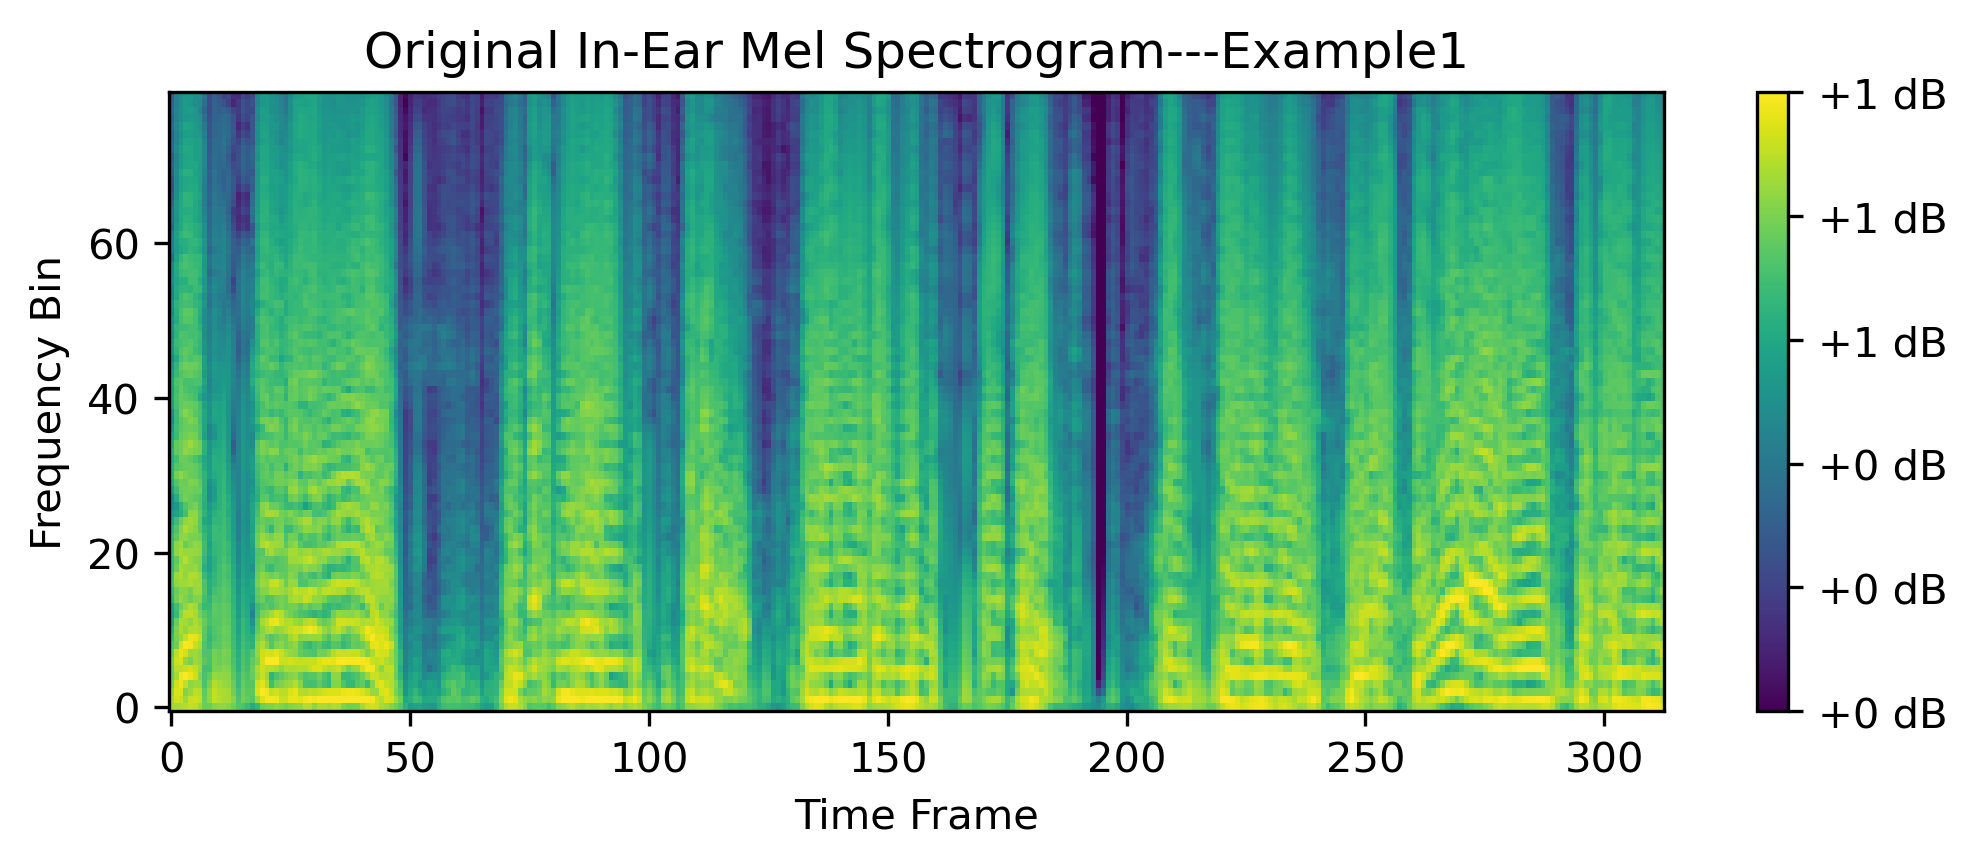 Original In-Ear Mel Spectrogram---Example1
Frequency Bin
60
40
20
0
0 50 100 150 200 250 300
Time Frame
+1 dB
+1 dB
+1 dB
+0 dB
+0 dB
+0 dB